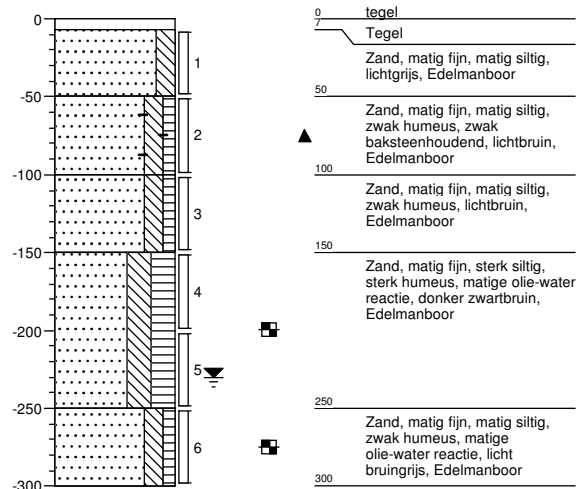 0
-50
-100
-150
-200
-250
-300
1
2
3
4
5
6
0 tegel
7 Tegel
Zand, matig fijn, matig siltig,
lichtgrijs, Edelmanboor
50
Zand, matig fijn, matig siltig,
zwak humeus, zwak
baksteenhoudend, lichtbruin,
Edelmanboor
100
Zand, matig fijn, matig siltig,
zwak humeus, lichtbruin,
Edelmanboor
150
Zand, matig fijn, sterk siltig,
sterk humeus, matige olie-water
reactie, donker zwartbruin,
Edelmanboor
250
Zand, matig fijn, matig siltig,
zwak humeus, matige
olie-water reactie, licht
bruingrijs, Edelmanboor
300